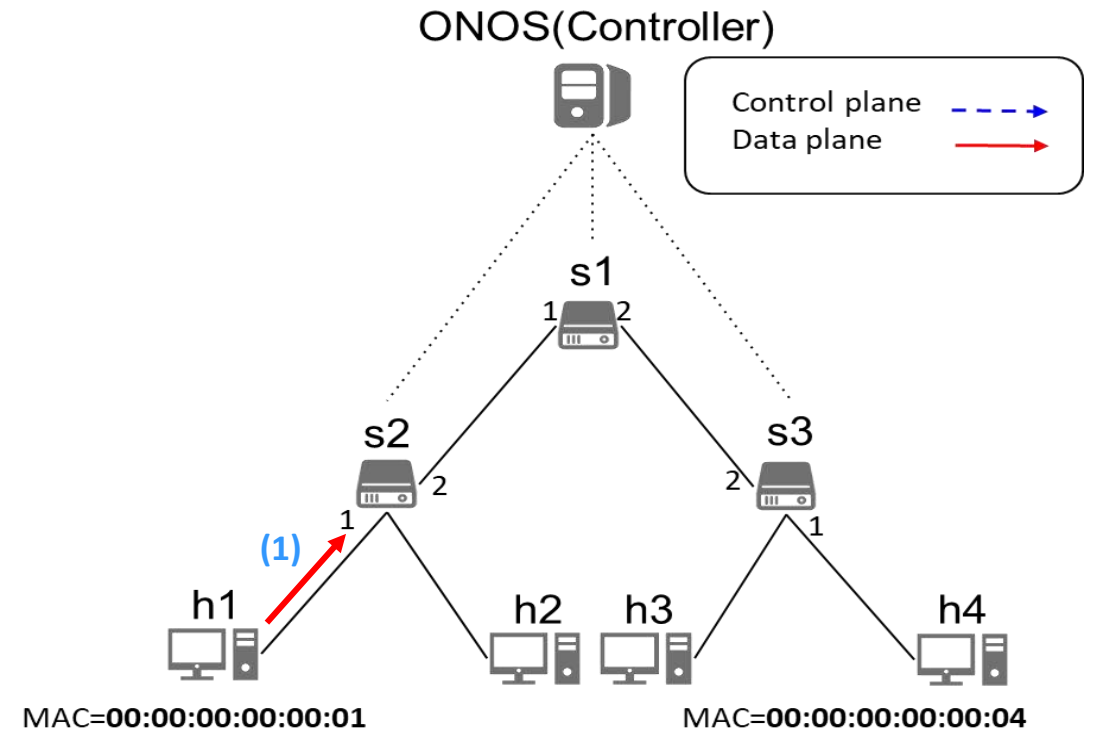 ONOS(Controller)
Control plane
Data plane
s1
1 2
s2
s3
2
2
1
1
(1)
h1
h2
h3
h4
MAC=00:00:00:00:00:01
MAC=00:00:00:00:00:04